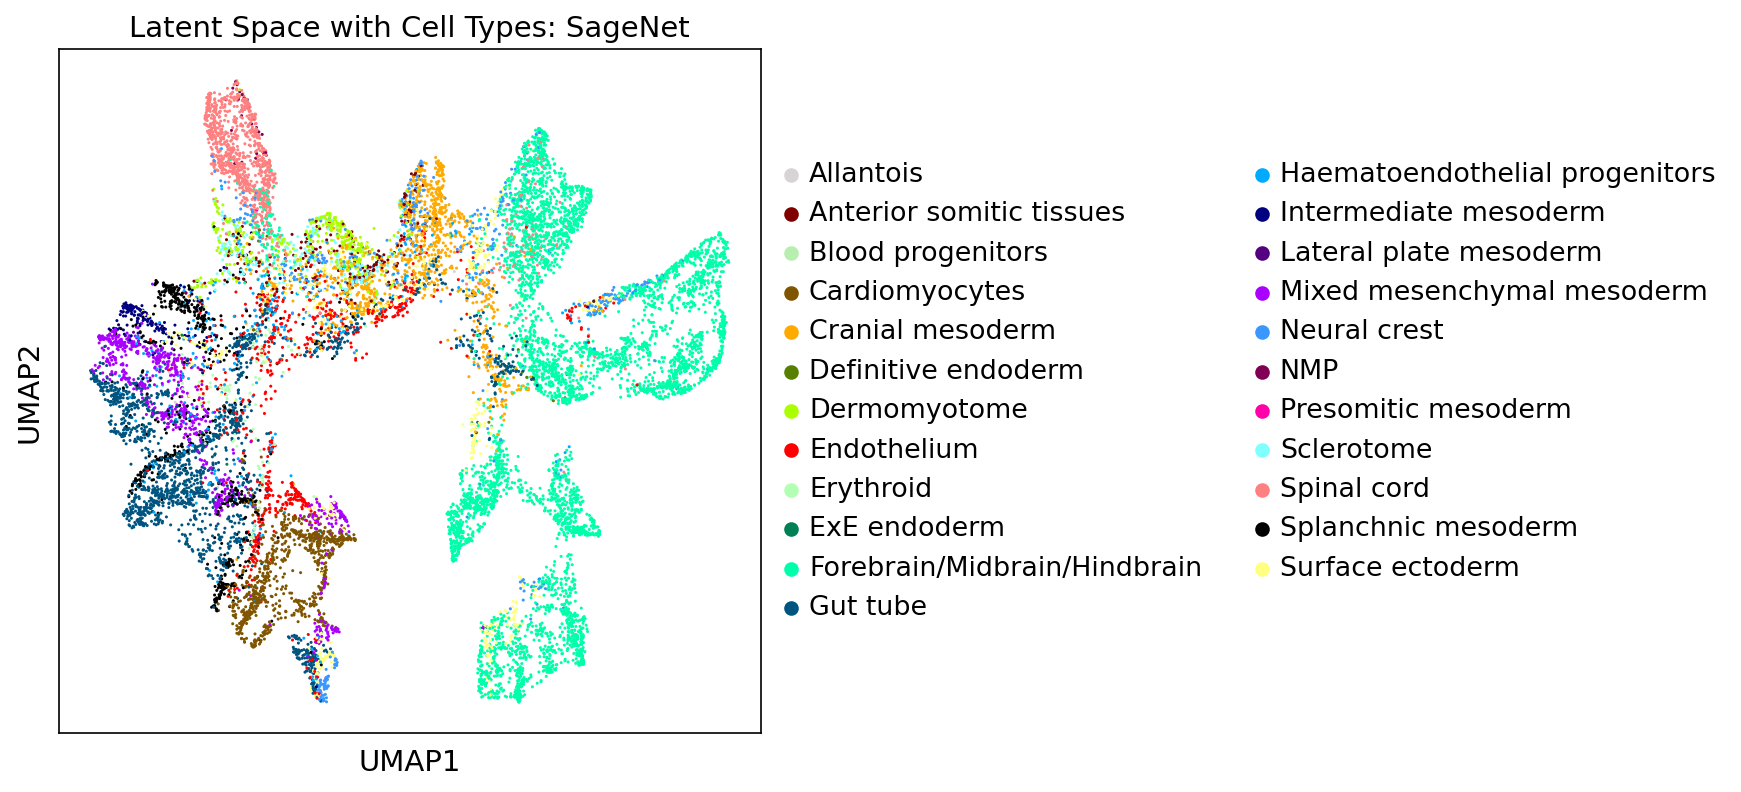 Latent Space with Cell Types: SageNet
UMAP2
UMAP1
Allantois
Anterior somitic tissues
Blood progenitors
Cardiomyocytes
Cranial mesoderm
Definitive endoderm
Dermomyotome
Endothelium
Erythroid
ExE endoderm
Forebrain/Midbrain/Hindbrain
Gut tube
Haematoendothelial progenitors
Intermediate mesoderm
Lateral plate mesoderm
Mixed mesenchymal mesoderm
Neural crest
NMP
Presomitic mesoderm
Sclerotome
Spinal cord
Splanchnic mesoderm
Surface ectoderm